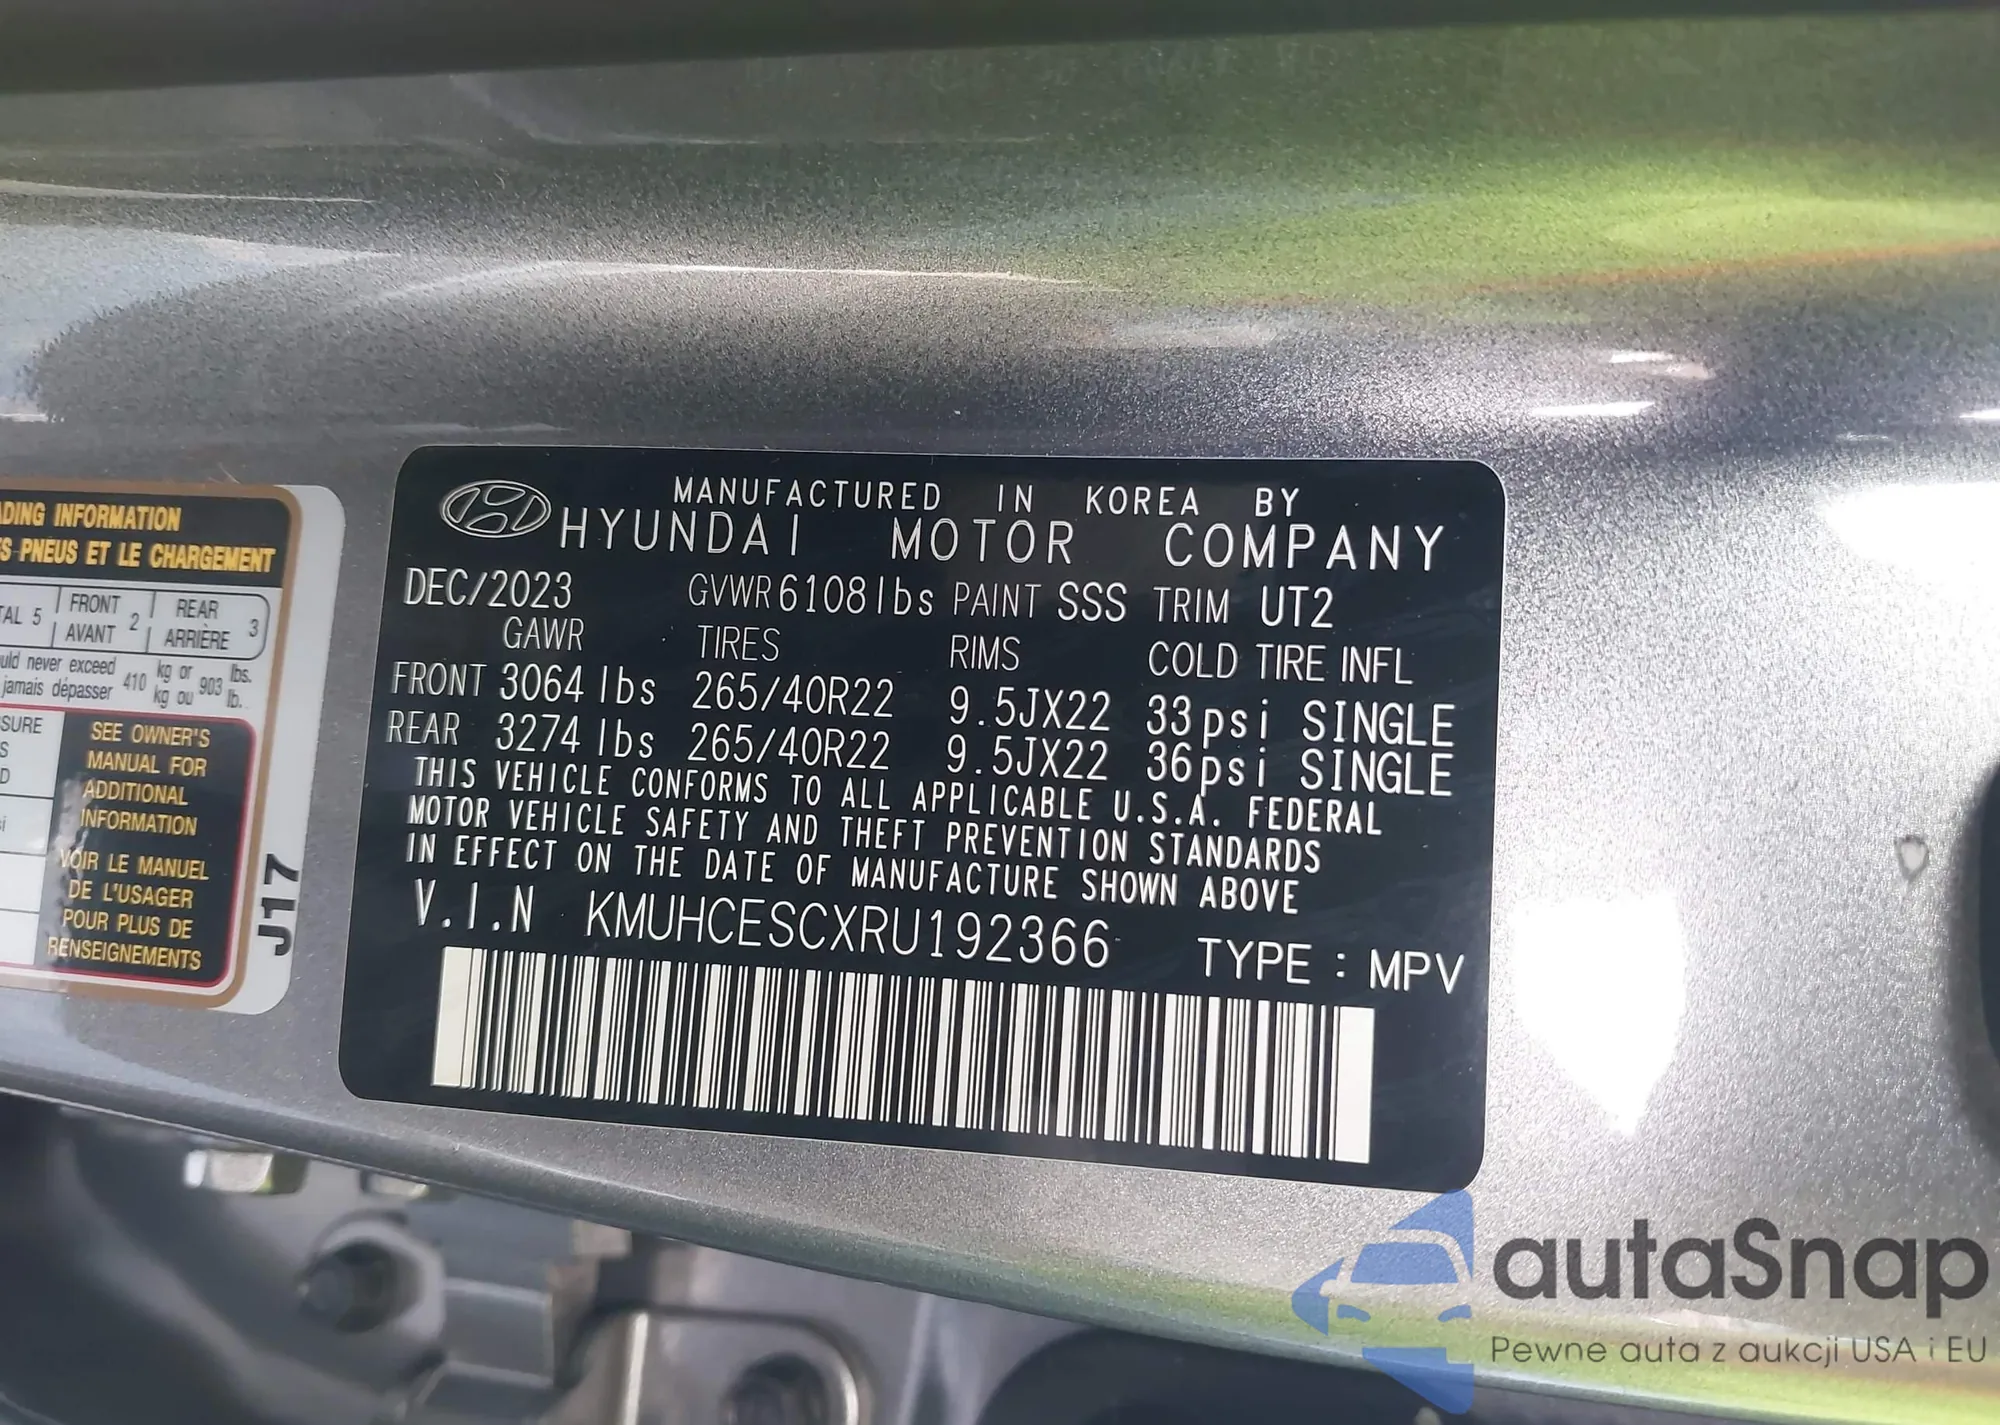 ADING INFORMATION
S PNEUS ET LE CHARGEMENT
TAL 5 FRONT 2 REAR 3
AVANT ARRIÈRE
uld never exceed 410 kg or 903 lbs.
jamais dépasser kg ou lb.
SURE
S
D
SEE OWNER'S
MANUAL FOR
ADDITIONAL
INFORMATION
VOIR LE MANUEL
DE L'USAGER
POUR PLUS DE
RENSEIGNEMENTS
J17
MANUFACTURED IN KOREA BY
HYUNDAI MOTOR COMPANY
DEC/2023 GVWR 6108lbs PAINT SSS TRIM UT2
GAWR TIRES RIMS COLD TIRE INFL
FRONT 3064 lbs 265/40R22 9.5JX22 33psi SINGLE
REAR 3274 lbs 265/40R22 9.5JX22 36psi SINGLE
THIS VEHICLE CONFORMS TO ALL APPLICABLE U.S.A. FEDERAL
MOTOR VEHICLE SAFETY AND THEFT PREVENTION STANDARDS
IN EFFECT ON THE DATE OF MANUFACTURE SHOWN ABOVE
V.I.N KMUHCESCXRU192366 TYPE : MPV
autaSnap
Pewne auta z aukcji USA i EU